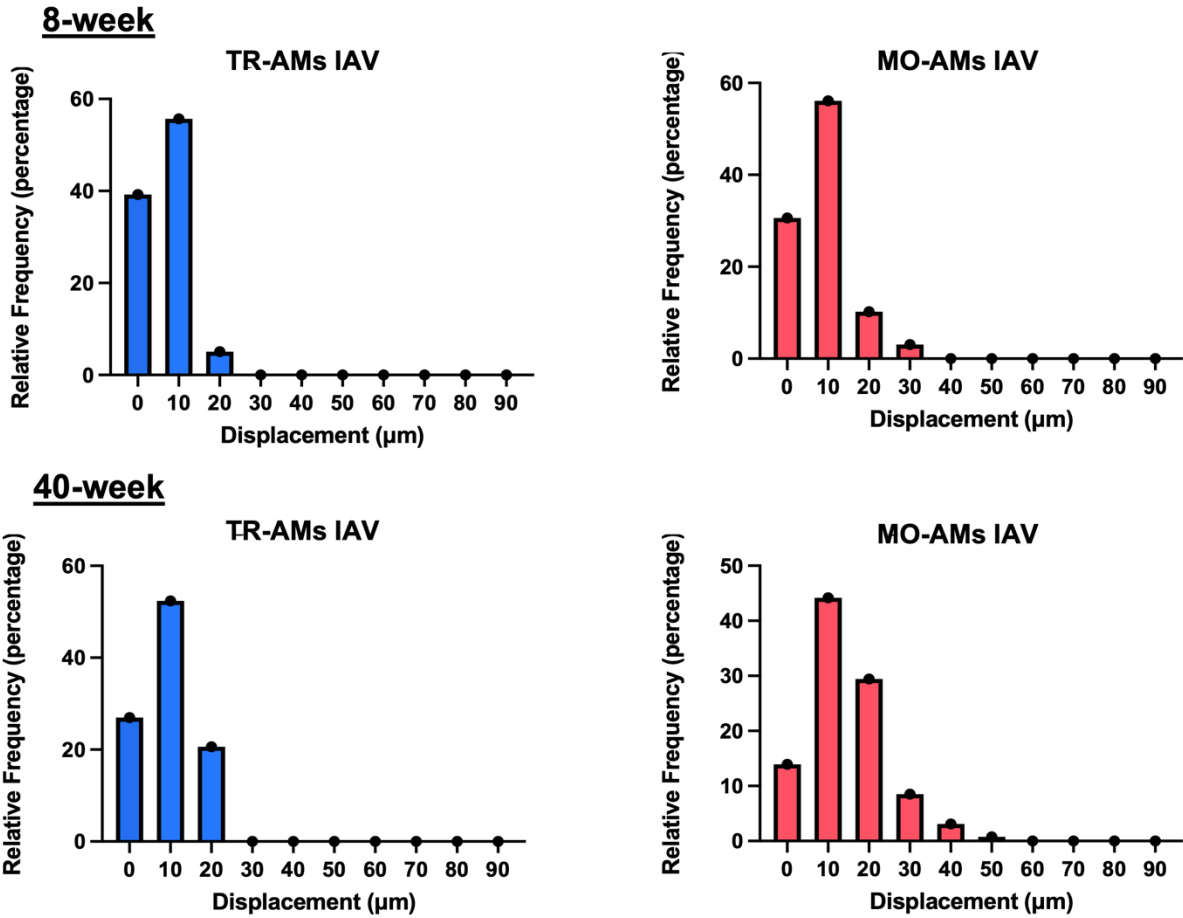 8-week
TR-AMs IAV
Relative Frequency (percentage)
60
40
20
0
0 10 20 30 40 50 60 70 80 90
Displacement (µm)
MO-AMs IAV
Relative Frequency (percentage)
60
40
20
0
0 10 20 30 40 50 60 70 80 90
Displacement (µm)
40-week
TR-AMs IAV
Relative Frequency (percentage)
60
40
20
0
0 10 20 30 40 50 60 70 80 90
Displacement (µm)
MO-AMs IAV
Relative Frequency (percentage)
50
40
30
20
10
0
0 10 20 30 40 50 60 70 80 90
Displacement (µm)